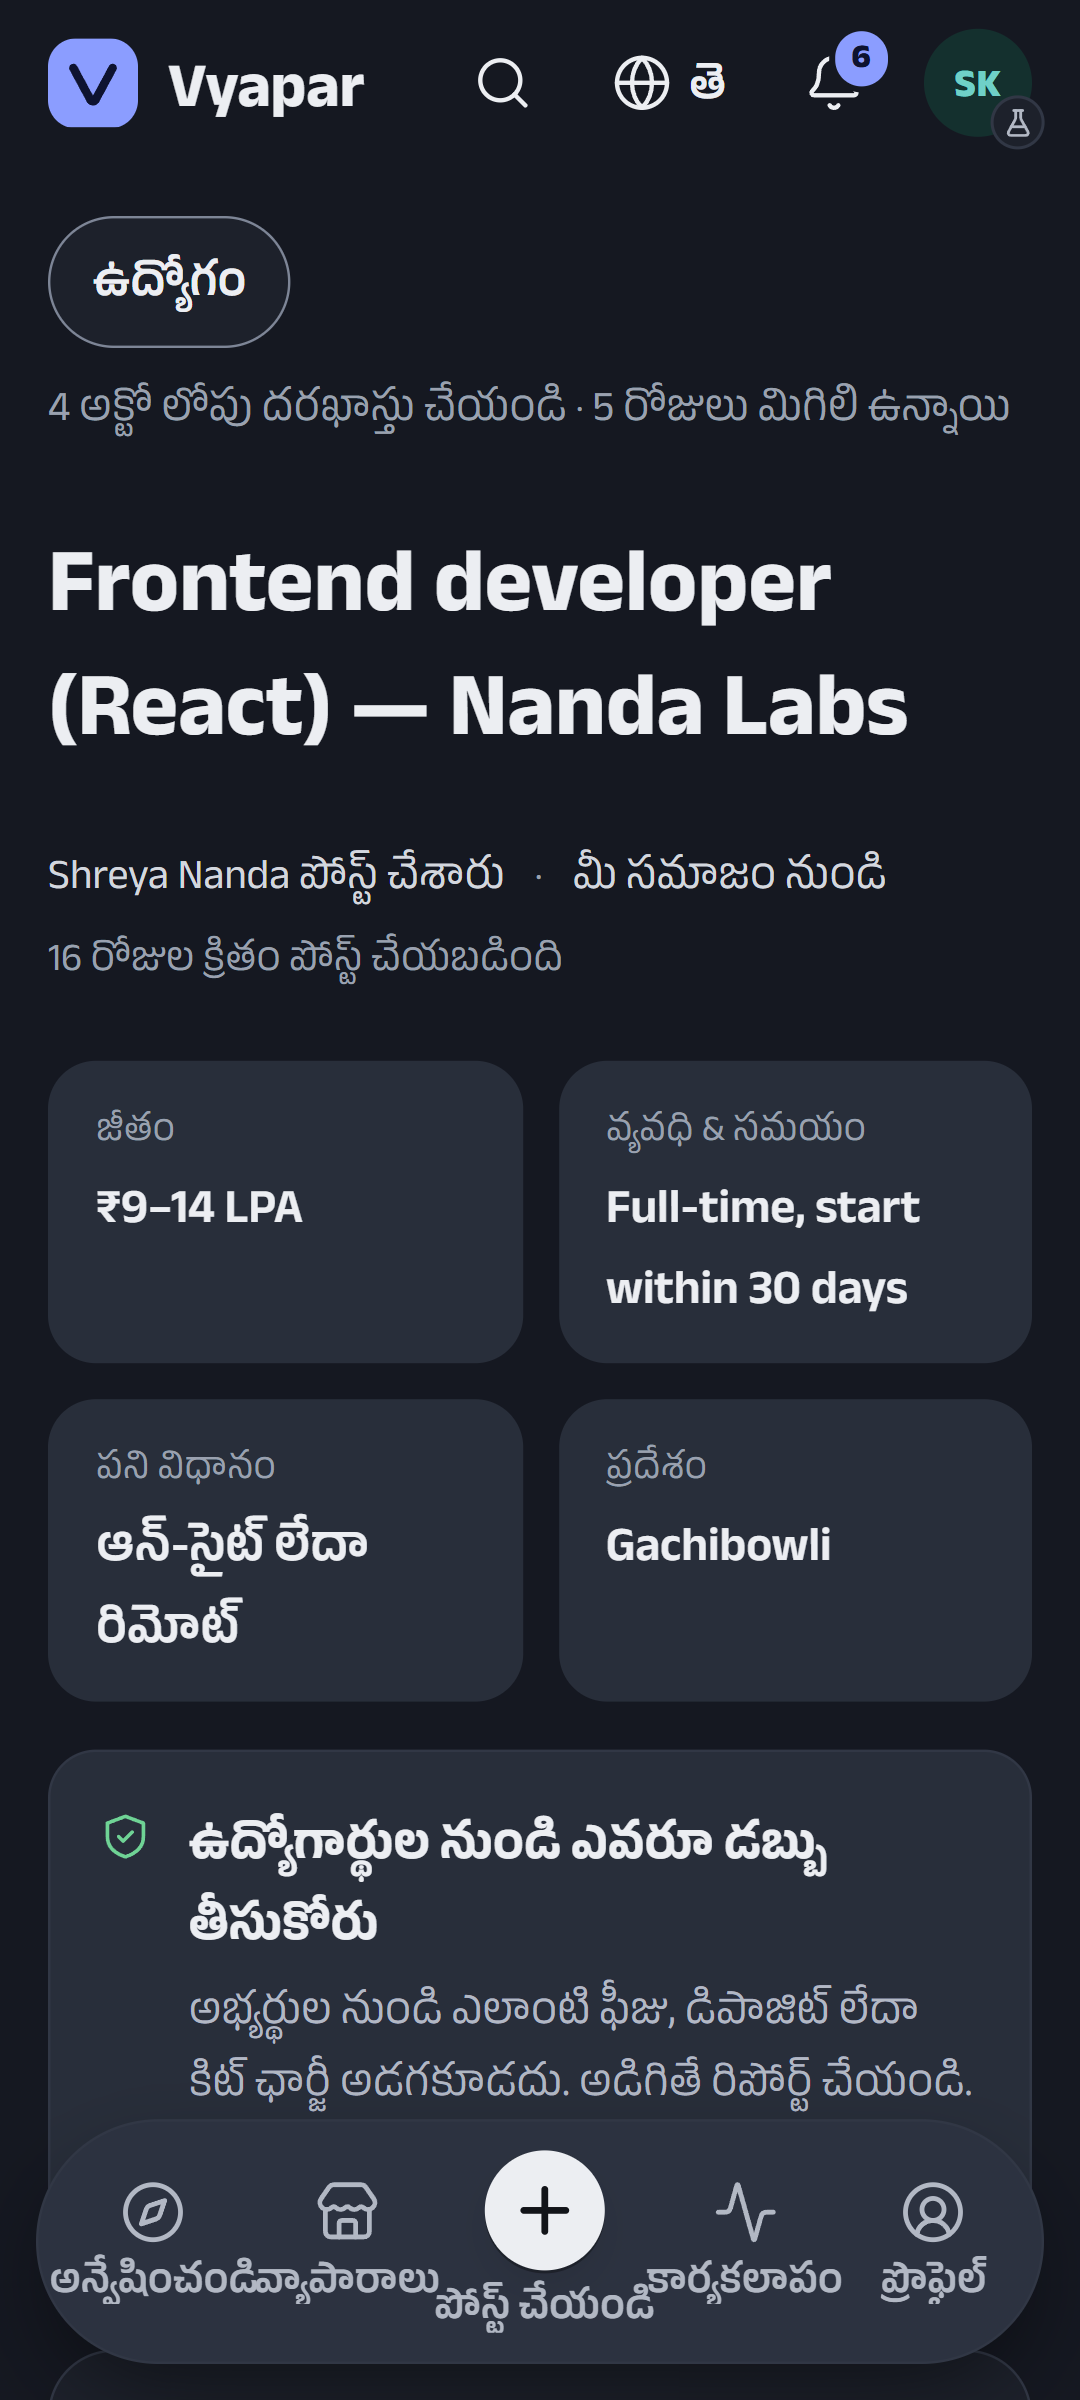 Vyapar
తె
6
SK
ఉద్యోగం
4 అక్టో లోపు దరఖాస్తు చేయండి · 5 రోజులు మిగిలి ఉన్నాయి
Frontend developer
(React) — Nanda Labs
Shreya Nanda పోస్ట్ చేశారు · మీ సమాజం నుండి
16 రోజుల క్రితం పోస్ట్ చేయబడింది
జీతం
₹9–14 LPA
వ్యవధి & సమయం
Full-time, start
within 30 days
పని విధానం
ఆన్-సైట్ లేదా
రిమోట్
ప్రదేశం
Gachibowli
ఉద్యోగార్థుల నుండి ఎవరూ డబ్బు
తీసుకోరు
అభ్యర్థుల నుండి ఎలాంటి ఫీజు, డిపాజిట్ లేదా
కిట్ ఛార్జీ అడగకూడదు. అడిగితే రిపోర్ట్ చేయండి.
అన్వేషించండి
వ్యాపారాలు
పోస్ట్ చేయండి
కార్యకలాపం
ప్రొఫైల్